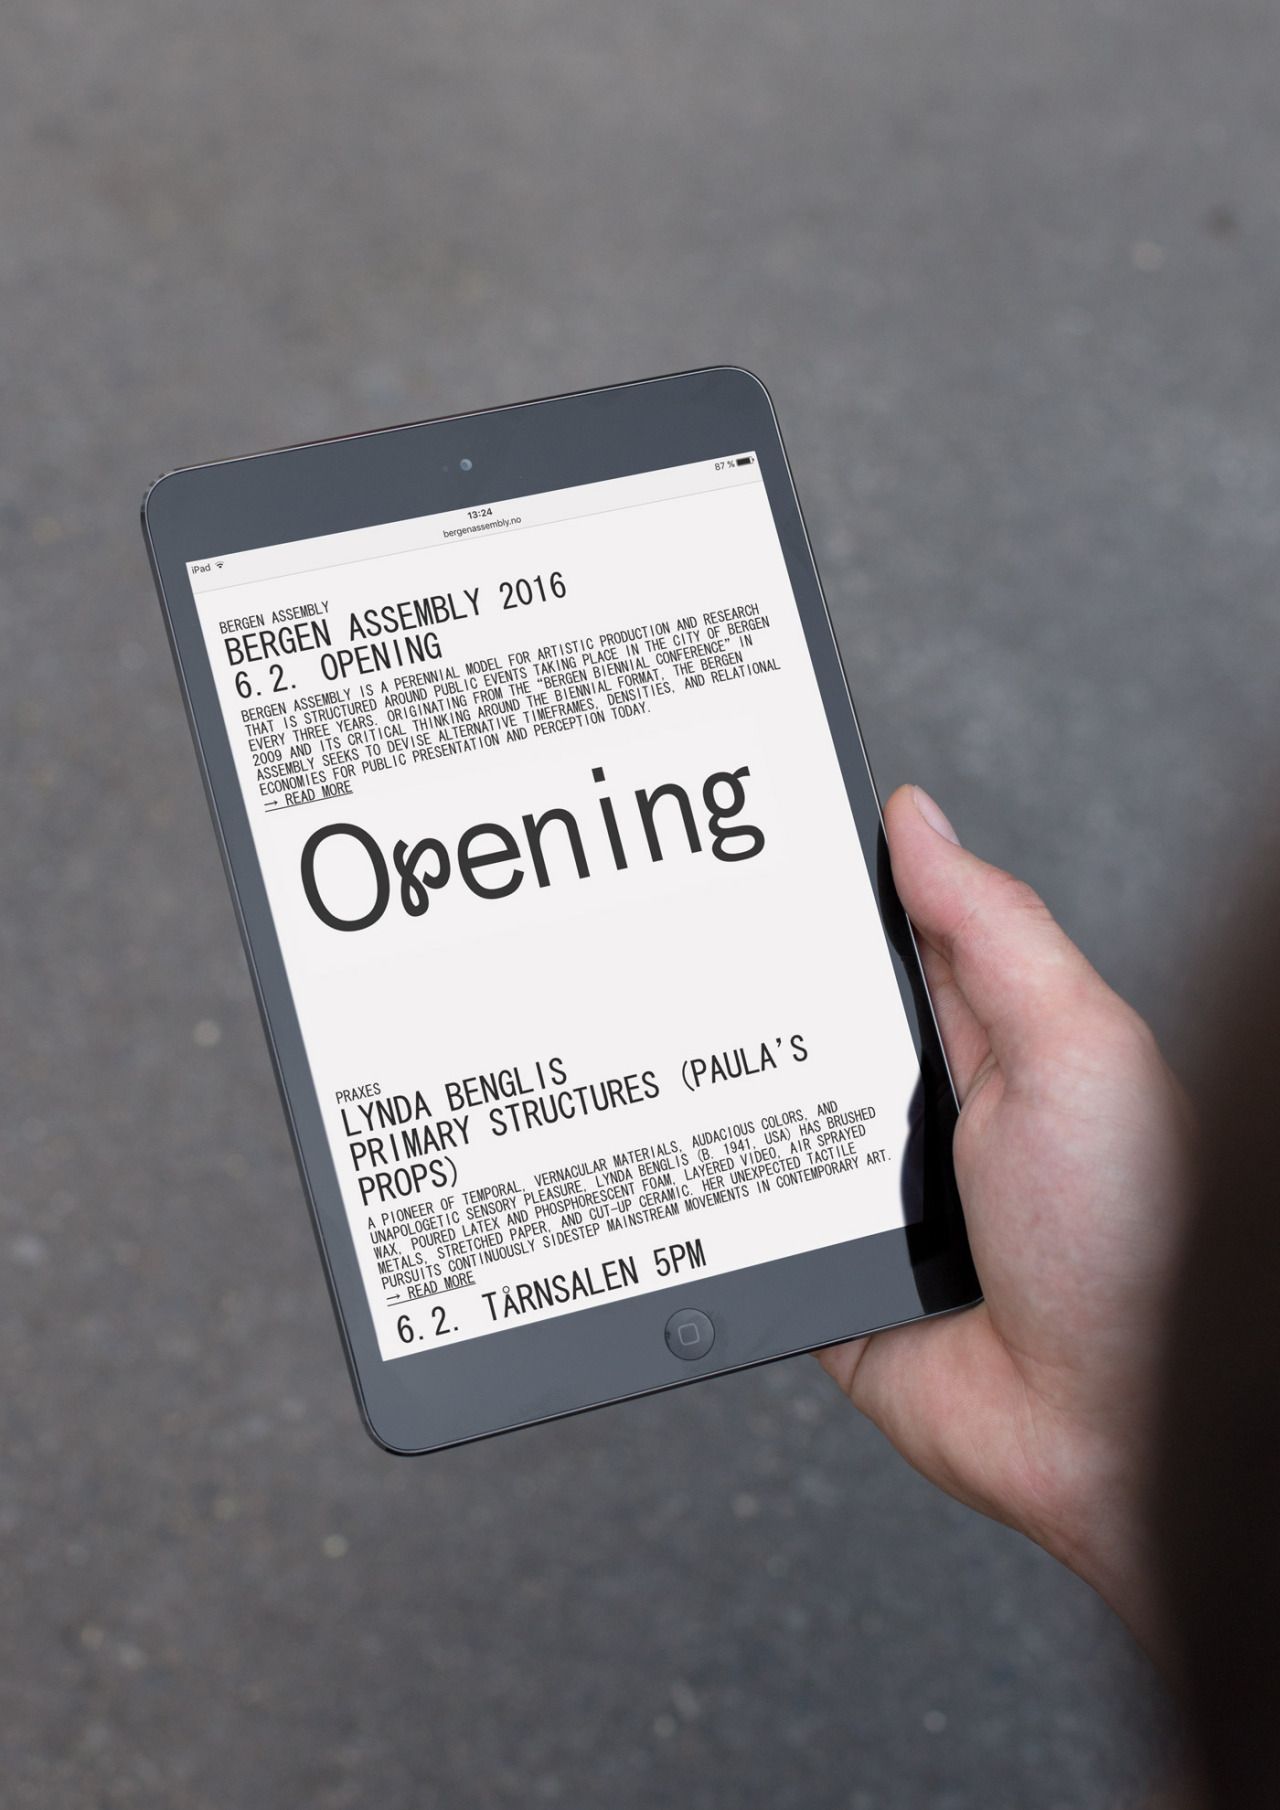 iPad
13:24
87 %
bergenassembly.no
BERGEN ASSEMBLY
BERGEN ASSEMBLY 2016
6.2. OPENING
BERGEN ASSEMBLY IS A PERENNIAL MODEL FOR ARTISTIC PRODUCTION AND RESEARCH
THAT IS STRUCTURED AROUND PUBLIC EVENTS TAKING PLACE IN THE CITY OF BERGEN
EVERY THREE YEARS. ORIGINATING FROM THE “BERGEN BIENNIAL CONFERENCE” IN
2009 AND ITS CRITICAL THINKING AROUND THE BIENNIAL FORMAT, THE BERGEN
ASSEMBLY SEEKS TO DEVISE ALTERNATIVE TIMEFRAMES, DENSITIES, AND RELATIONAL
ECONOMIES FOR PUBLIC PRESENTATION AND PERCEPTION TODAY.
→ READ MORE
Opening
PRAXES
LYNDA BENGLIS
PRIMARY STRUCTURES (PAULA’S
PROPS)
A PIONEER OF TEMPORAL, VERNACULAR MATERIALS, AUDACIOUS COLORS, AND
UNAPOLOGETIC SENSORY PLEASURE, LYNDA BENGLIS (B. 1941, USA) HAS BRUSHED
WAX, POURED LATEX AND PHOSPHORESCENT FOAM, LAYERED VIDEO, AIR SPRAYED
METALS, STRETCHED PAPER, AND CUT-UP CERAMIC. HER UNEXPECTED TACTILE
PURSUITS CONTINUOUSLY SIDESTEP MAINSTREAM MOVEMENTS IN CONTEMPORARY ART.
→ READ MORE
6.2. TÅRNSALEN 5PM